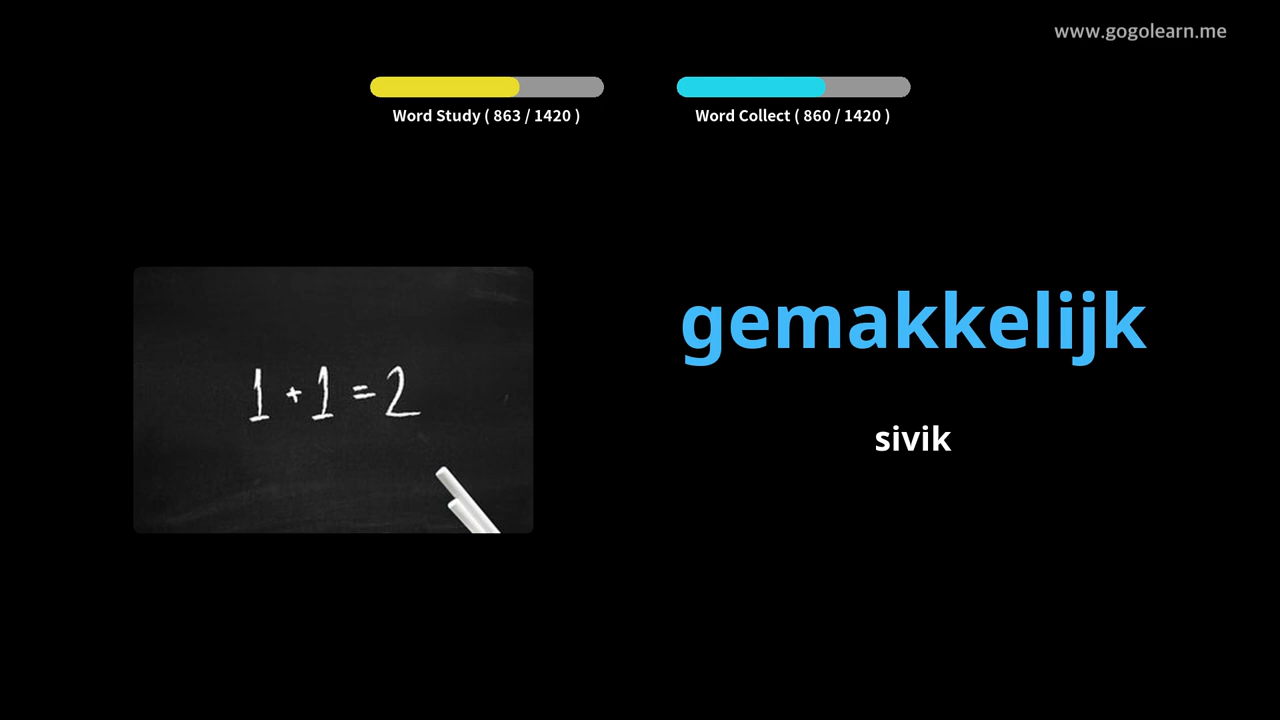 www.gogolearn.me
Word Study ( 863 / 1420 )
Word Collect ( 860 / 1420 )
1 + 1 = 2
gemakkelijk
sivik